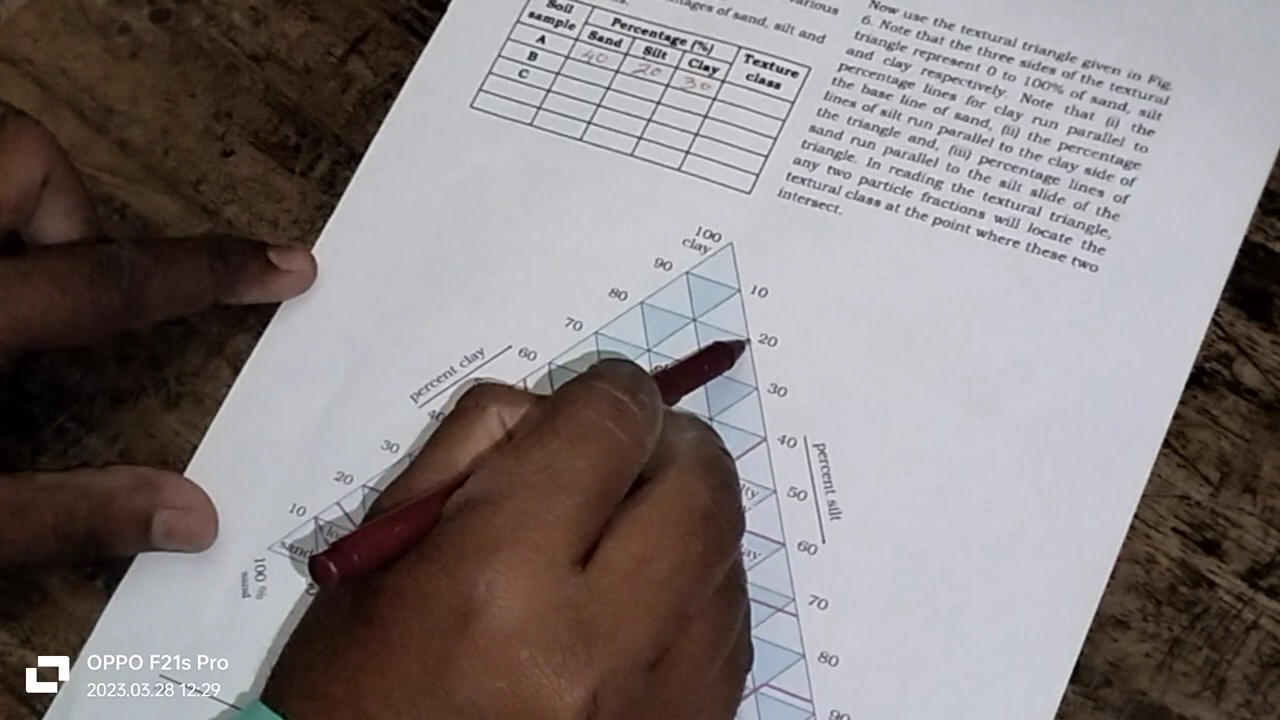 various
ntages of sand, silt and
Soil sample
Percentage (%)
Texture class
Sand
Silt
Clay
A
40
20
30
B
C
Now use the textural triangle given in Fig.
6. Note that the three sides of the textural
triangle represent 0 to 100% of sand, silt
and clay respectively. Note that (i) the
percentage lines for clay run parallel to
the base line of sand, (ii) the percentage
lines of silt run parallel to the clay side of
the triangle and, (iii) percentage lines of
sand run parallel to the silt slide of the
triangle. In reading the textural triangle,
any two particle fractions will locate the
textural class at the point where these two
intersect.
100
clay
90
80
70
60
percent clay
40
30
20
10
sand
100 %
sand
10
20
30
40
50
60
70
80
90
percent silt
lty
lay
OPPO F21s Pro
2023.03.28 12:29